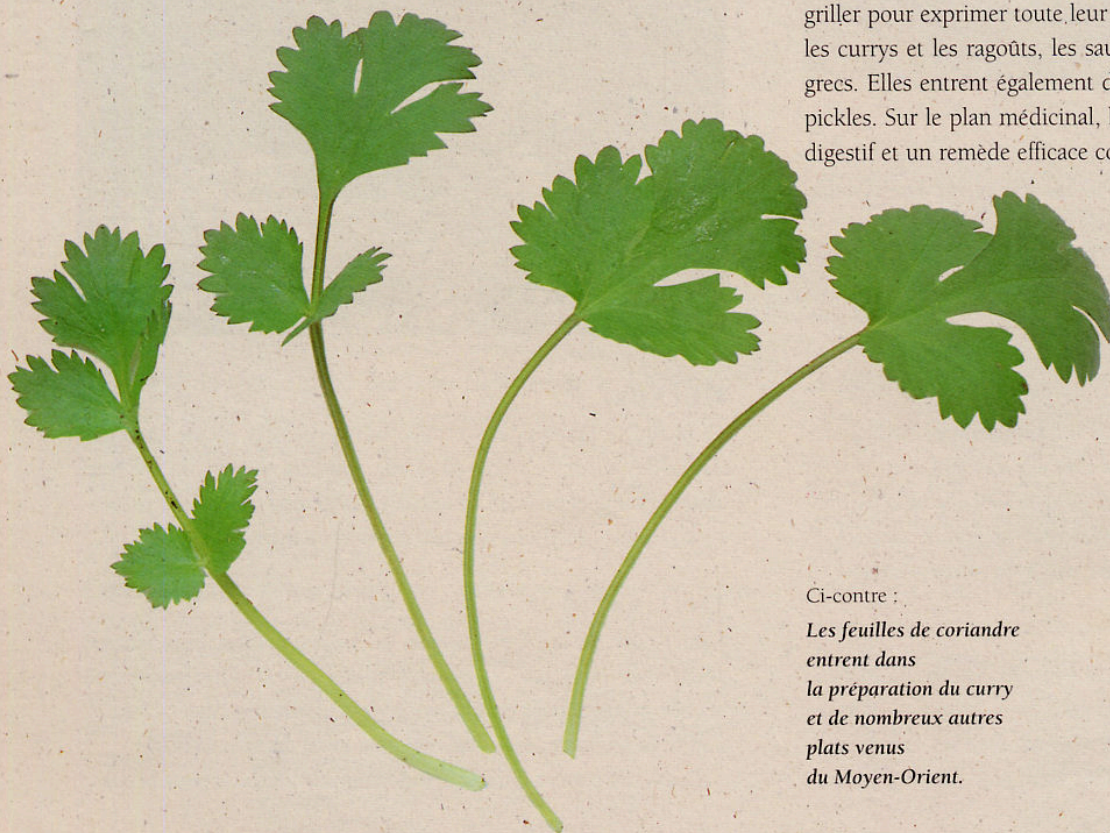 griller pour exprimer toute leur
les currys et les ragoûts, les
grecs. Elles entrent également
pickles. Sur le plan médicinal,
digestif et un remède efficace
Ci-contre :
Les feuilles de coriandre
entrent dans
la préparation du curry
et de nombreux autres
plats venus
du Moyen-Orient.